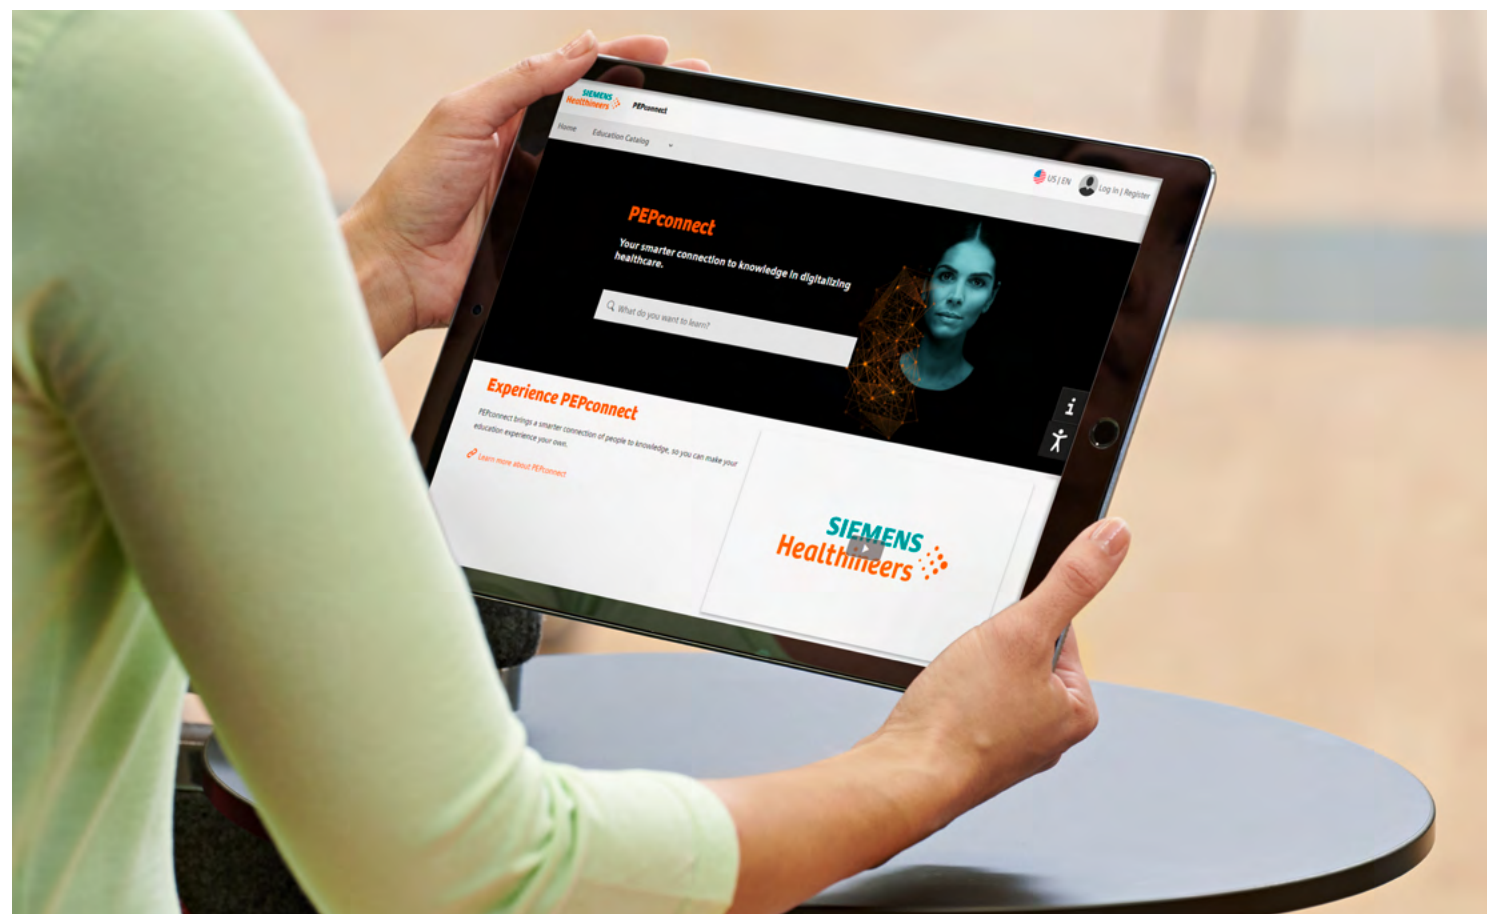 SIEMENS
Healthineers
PEPconnect
Home
Education Catalog
US | EN
Log In | Register
PEPconnect
Your smarter connection to knowledge in digitalizing
healthcare.
What do you want to learn?
Experience PEPconnect
PEPconnect brings a smarter connection of people to knowledge, so you can make your
education experience your own.
Learn more about PEPconnect
SIEMENS
Healthineers